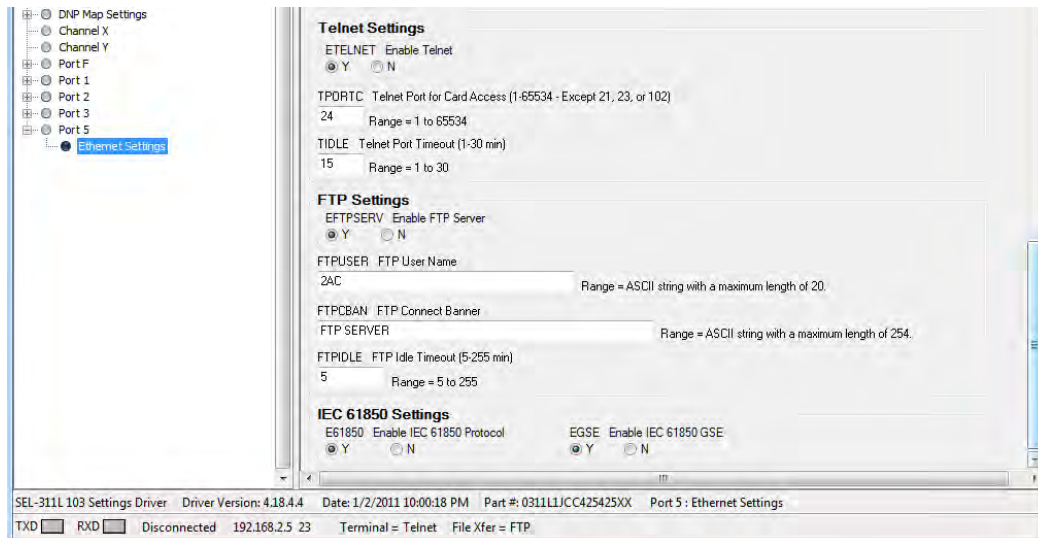 DNP Map Settings
Channel X
Channel Y
Port F
Port 1
Port 2
Port 3
Port 5
Ethernet Settings
Telnet Settings
ETELNET Enable Telnet
Y N
TPORTC Telnet Port for Card Access (1-65534 - Except 21, 23, or 102)
24 Range = 1 to 65534
TIDLE Telnet Port Timeout (1-30 min)
15 Range = 1 to 30
FTP Settings
EFTPSERV Enable FTP Server
Y N
FTPUSER FTP User Name
2AC Range = ASCII string with a maximum length of 20.
FTPCBAN FTP Connect Banner
FTP SERVER Range = ASCII string with a maximum length of 254.
FTPIDLE FTP Idle Timeout (5-255 min)
5 Range = 5 to 255
IEC 61850 Settings
E61850 Enable IEC 61850 Protocol EGSE Enable IEC 61850 GSE
Y N Y N
SEL-311L 103 Settings Driver Driver Version: 4.18.4.4 Date: 1/2/2011 10:00:18 PM Part #: 0311L1JCC425425XX Port 5 : Ethernet Settings
TXD RXD Disconnected 192.168.2.5 23 Terminal = Telnet File Xfer = FTP